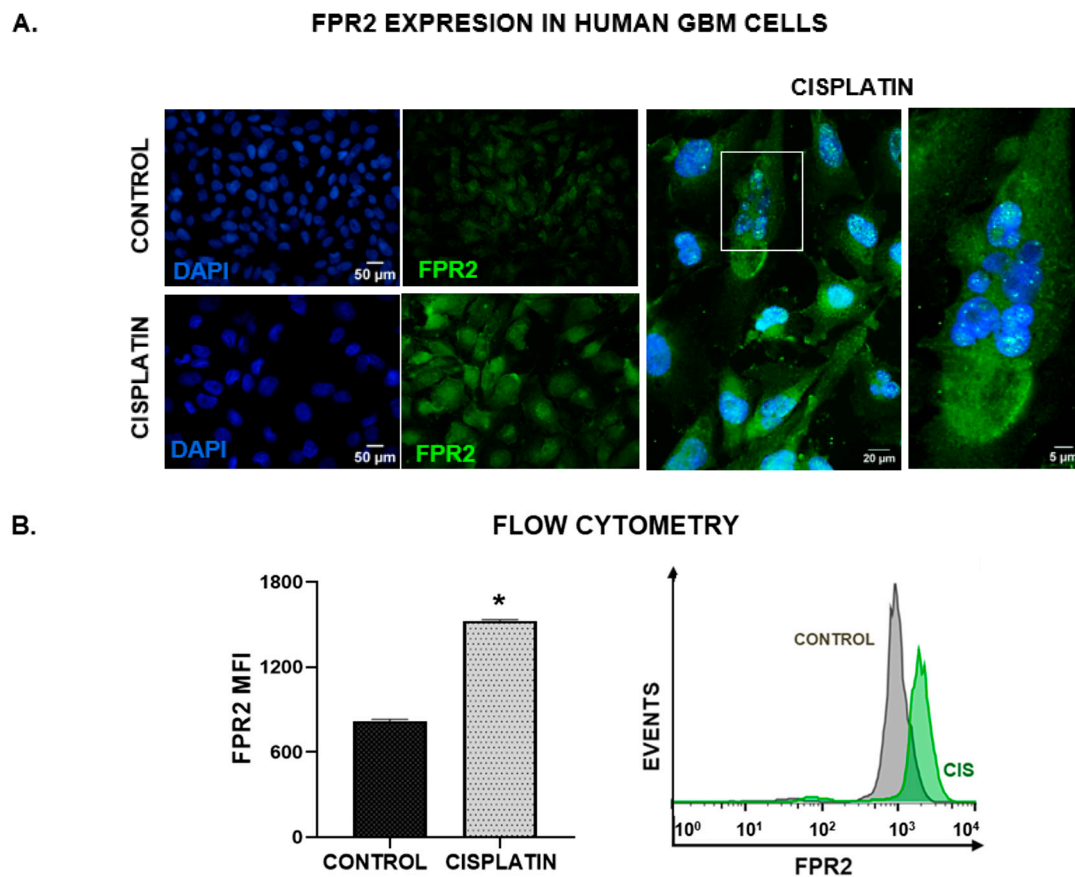 A.
FPR2 EXPRESION IN HUMAN GBM CELLS
CISPLATIN
CONTROL
DAPI
50 µm
FPR2
CISPLATIN
DAPI
50 µm
FPR2
20 µm
5 µm
B.
FLOW CYTOMETRY
FPR2 MFI
1800
1200
600
0
*
CONTROL
CISPLATIN
EVENTS
CONTROL
CIS
10⁰
10¹
10²
10³
10⁴
FPR2